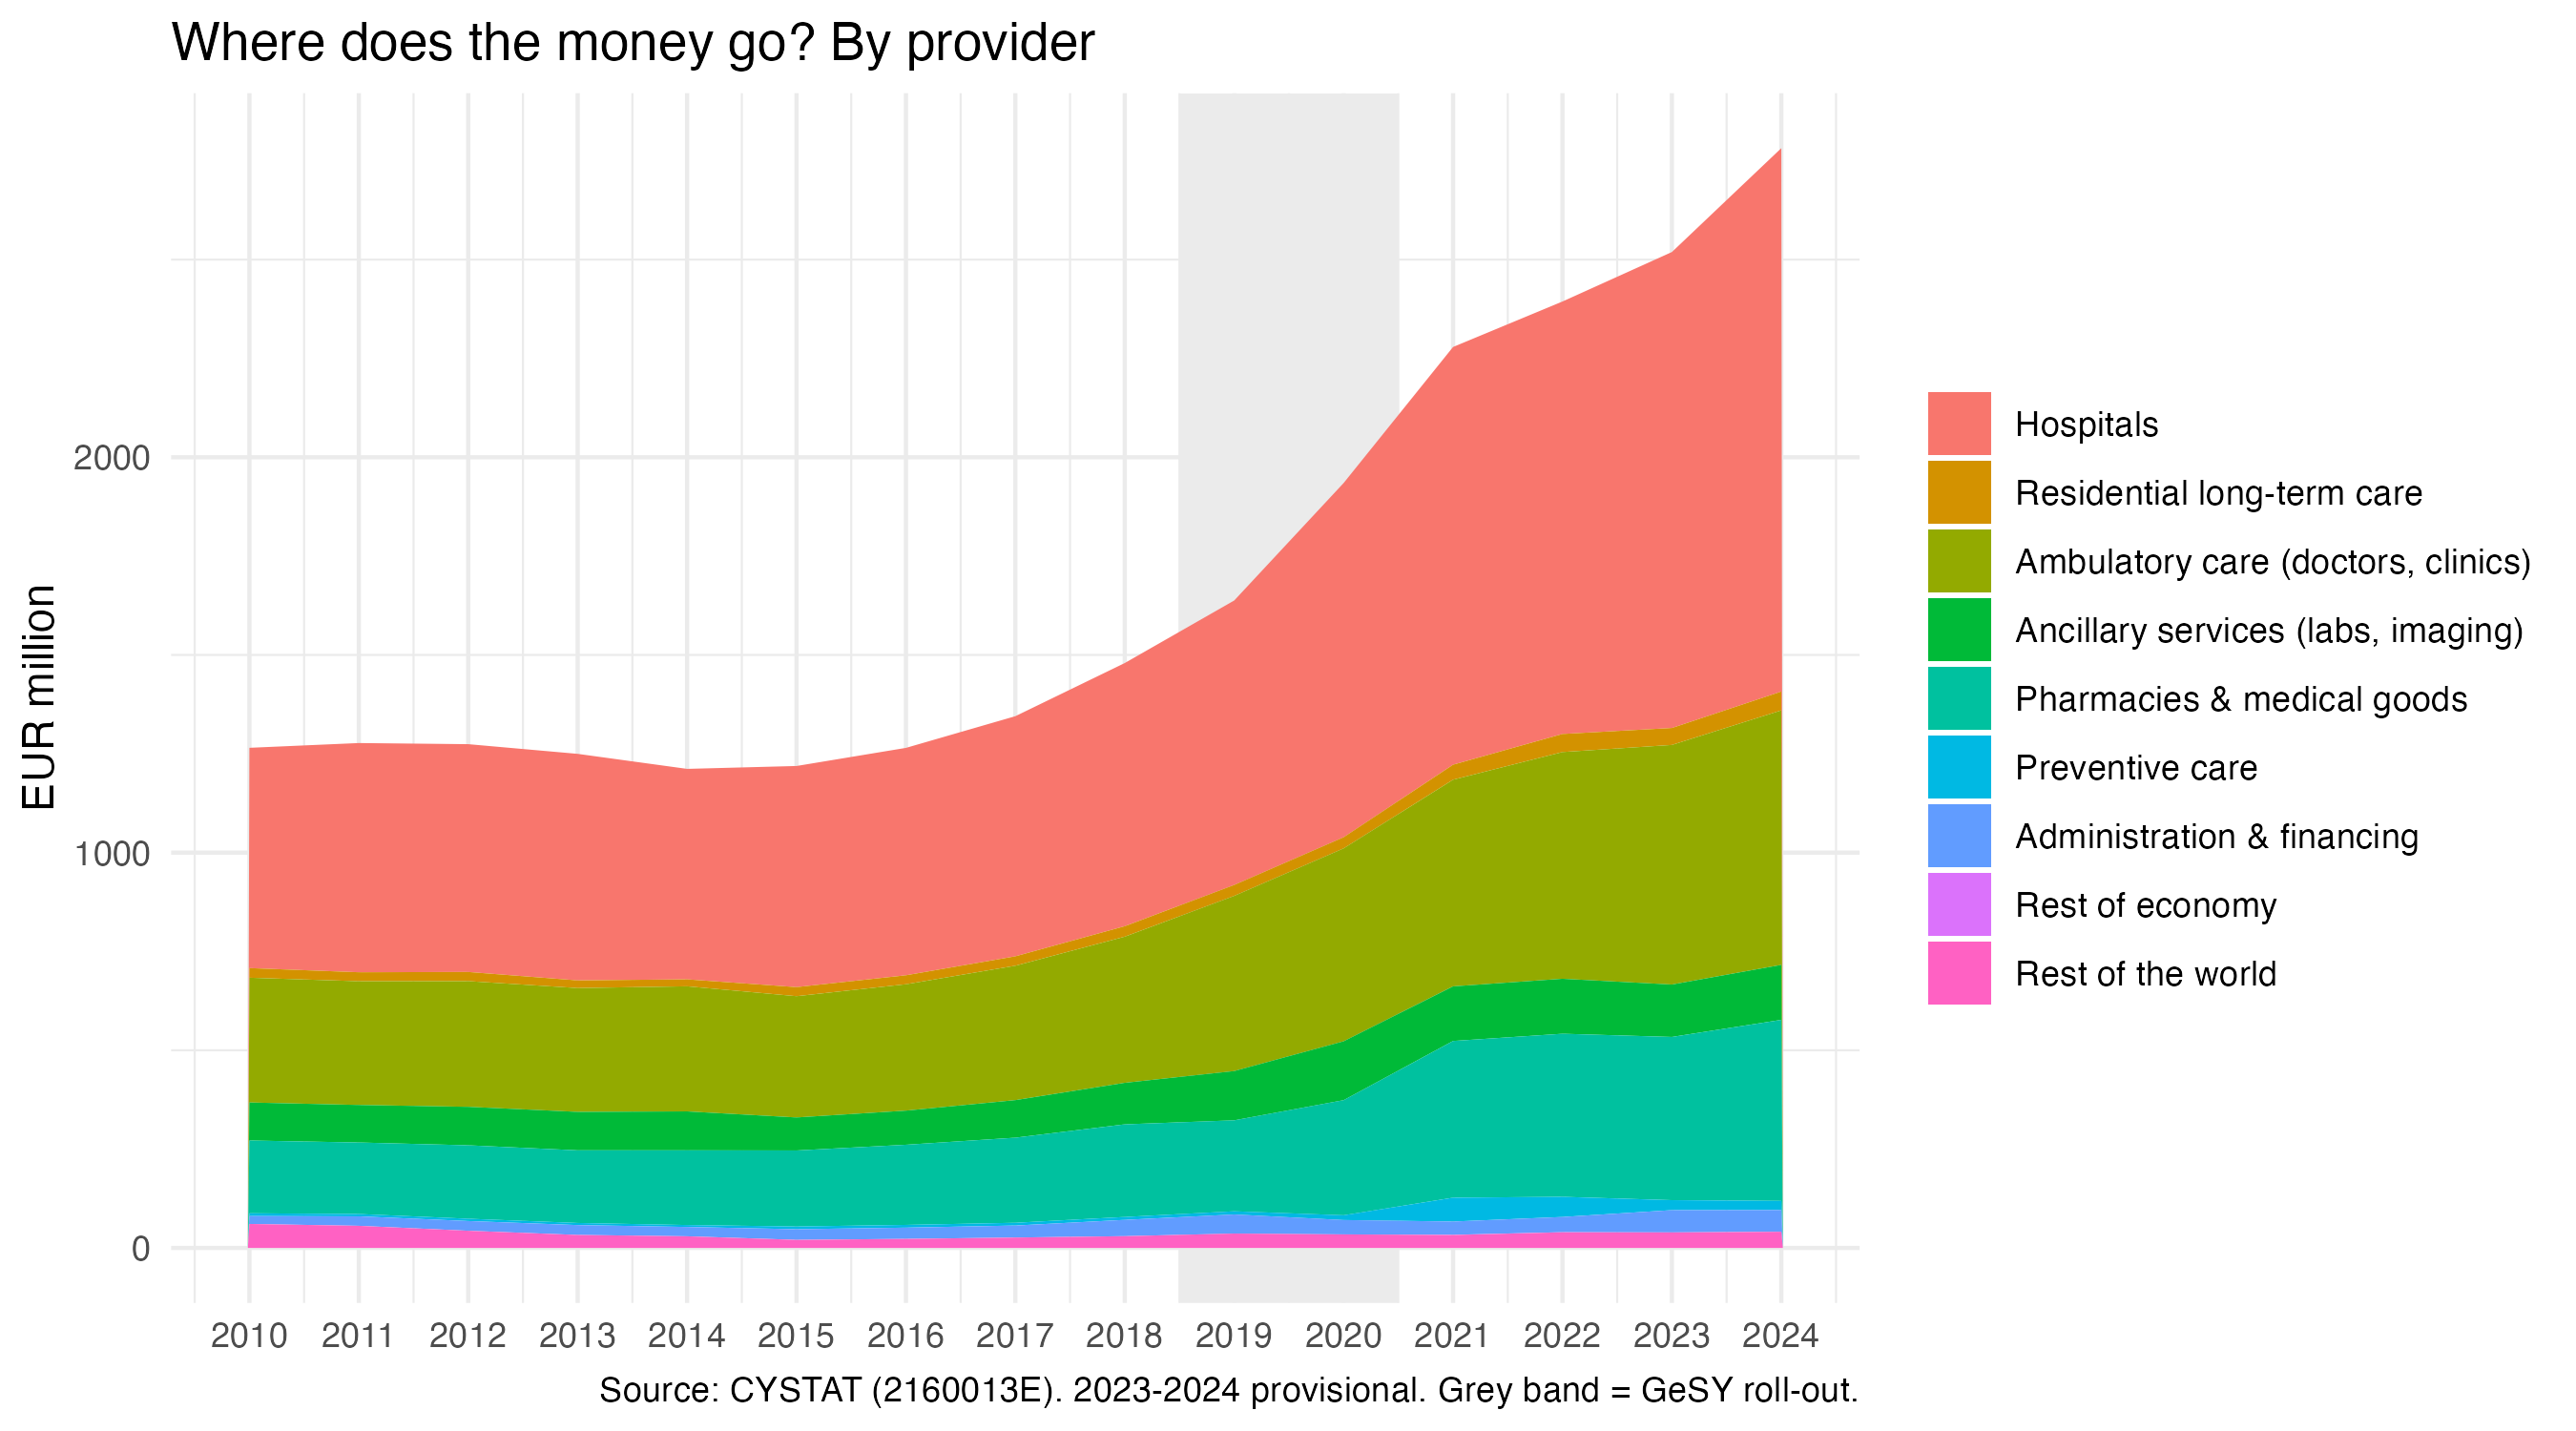 Where does the money go? By provider
EUR million
2000
1000
0
2010 2011 2012 2013 2014 2015 2016 2017 2018 2019 2020 2021 2022 2023 2024
Source: CYSTAT (2160013E). 2023-2024 provisional. Grey band = GeSY roll-out.
Hospitals
Residential long-term care
Ambulatory care (doctors, clinics)
Ancillary services (labs, imaging)
Pharmacies & medical goods
Preventive care
Administration & financing
Rest of economy
Rest of the world